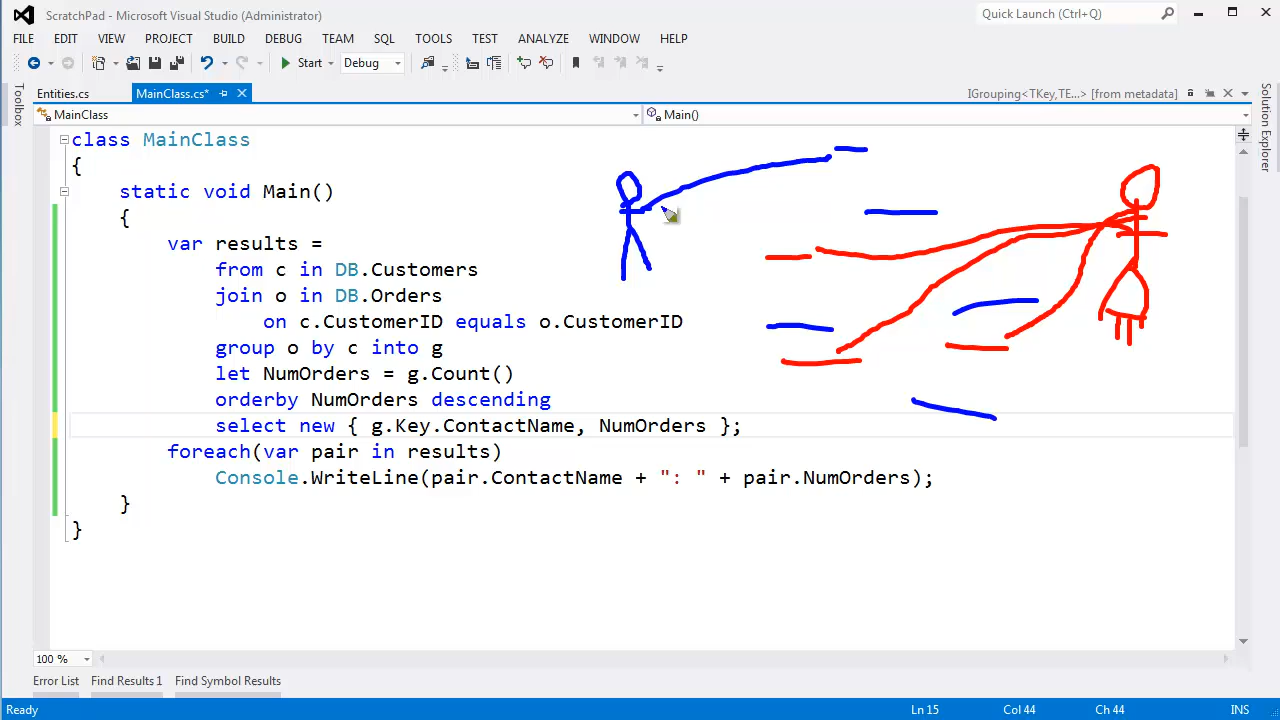 ScratchPad - Microsoft Visual Studio (Administrator)
Quick Launch (Ctrl+Q)
FILE EDIT VIEW PROJECT BUILD DEBUG TEAM SQL TOOLS TEST ANALYZE WINDOW HELP
Start Debug
Toolbox
Entities.cs MainClass.cs* IGrouping<TKey,TE...> [from metadata]
Solution Explorer
MainClass Main()
class MainClass
{
static void Main()
{
var results =
from c in DB.Customers
join o in DB.Orders
on c.CustomerID equals o.CustomerID
group o by c into g
let NumOrders = g.Count()
orderby NumOrders descending
select new { g.Key.ContactName, NumOrders };
foreach(var pair in results)
Console.WriteLine(pair.ContactName + ": " + pair.NumOrders);
}
}
100 %
Error List Find Results 1 Find Symbol Results
Ready Ln 15 Col 44 Ch 44 INS